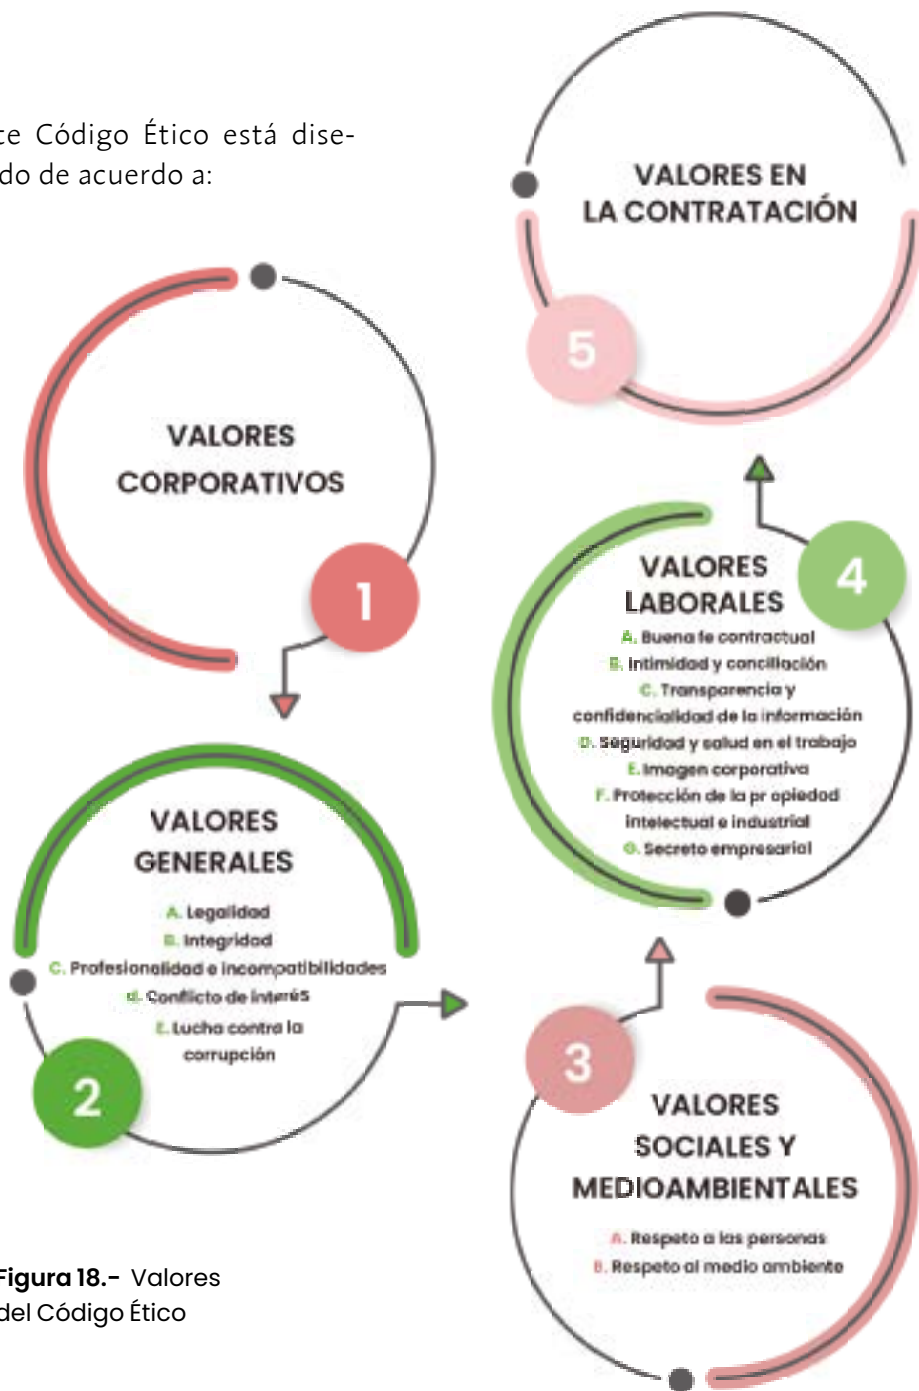 te Código Ético está dise-
do de acuerdo a:
VALORES
CORPORATIVOS
1
VALORES
GENERALES
A. Legalidad
B. Integridad
C. Profesionalidad e incompatibilidades
d. Conflicto de interés
E. Lucha contra la
corrupción
2
3
VALORES
SOCIALES Y
MEDIOAMBIENTALES
A. Respeto a las personas
B. Respeto al medio ambiente
4
VALORES
LABORALES
A. Buena fe contractual
B. Intimidad y conciliación
C. Transparencia y
confidencialidad de la información
D. Seguridad y salud en el trabajo
E. Imagen corporativa
F. Protección de la pr opiedad
intelectual e industrial
G. Secreto empresarial
VALORES EN
LA CONTRATACIÓN
5
Figura 18.- Valores
del Código Ético